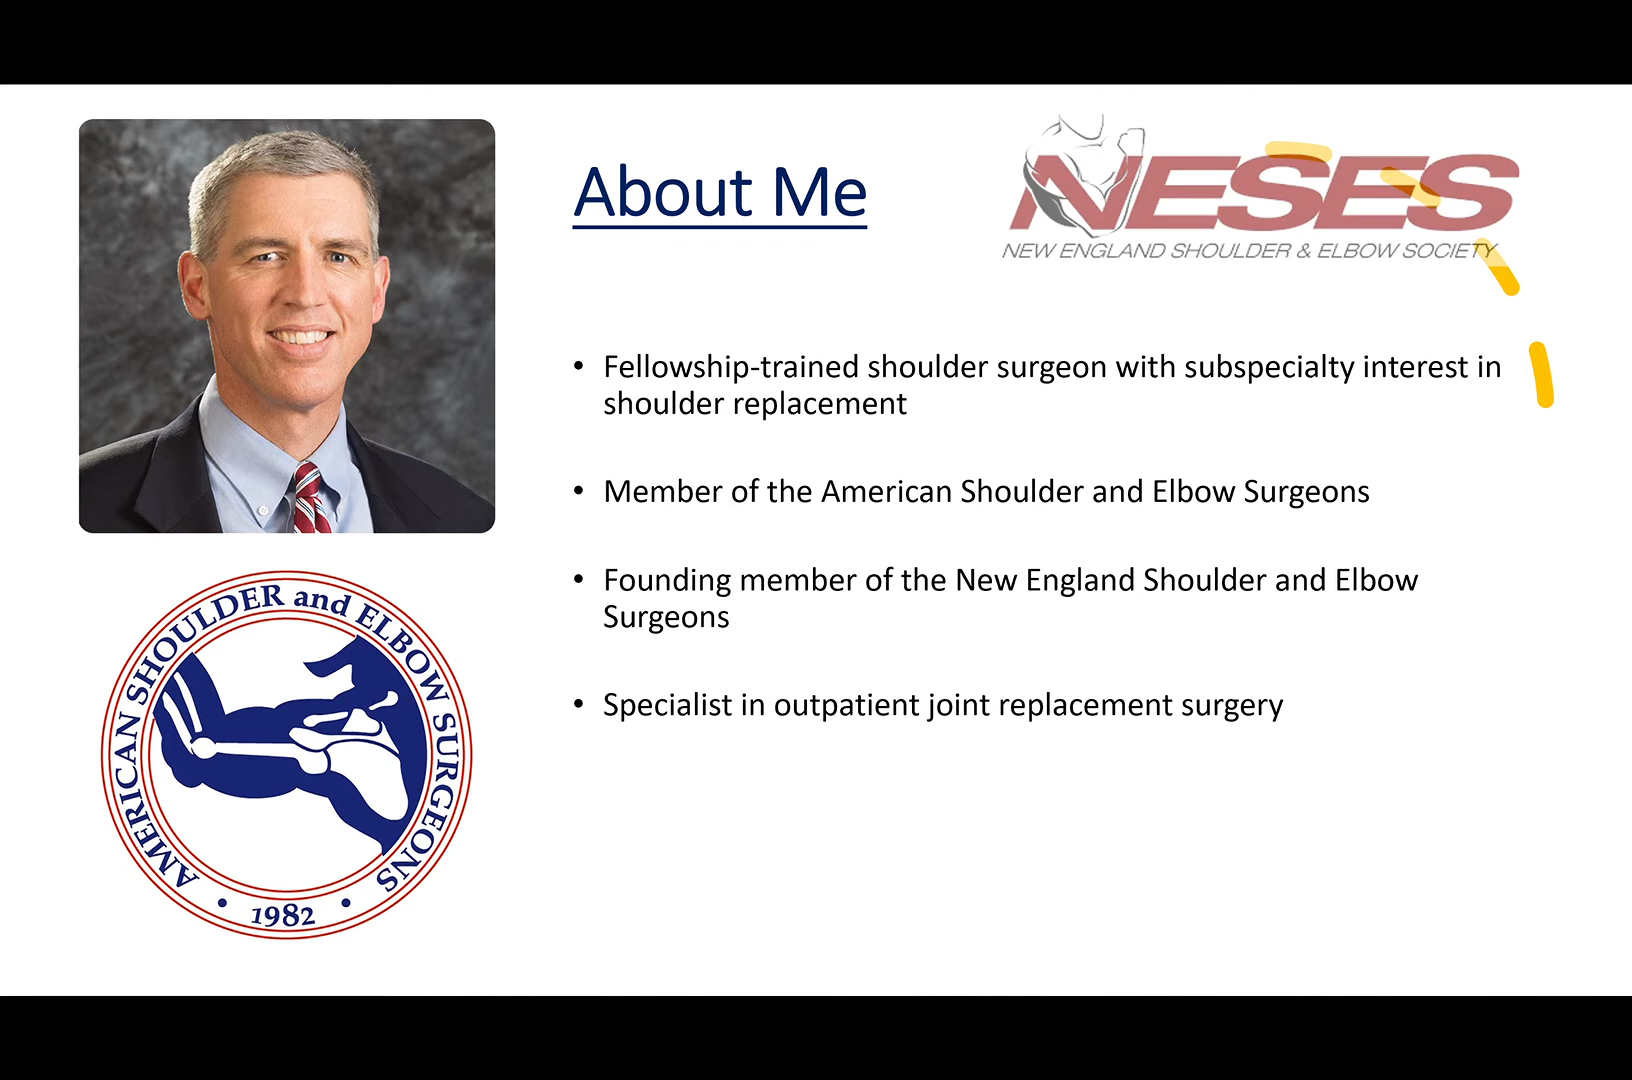 About Me
NESES
NEW ENGLAND SHOULDER & ELBOW SOCIETY
• Fellowship-trained shoulder surgeon with subspecialty interest in
shoulder replacement
• Member of the American Shoulder and Elbow Surgeons
• Founding member of the New England Shoulder and Elbow
Surgeons
• Specialist in outpatient joint replacement surgery
AMERICAN SHOULDER and ELBOW SURGEONS
• 1982 •